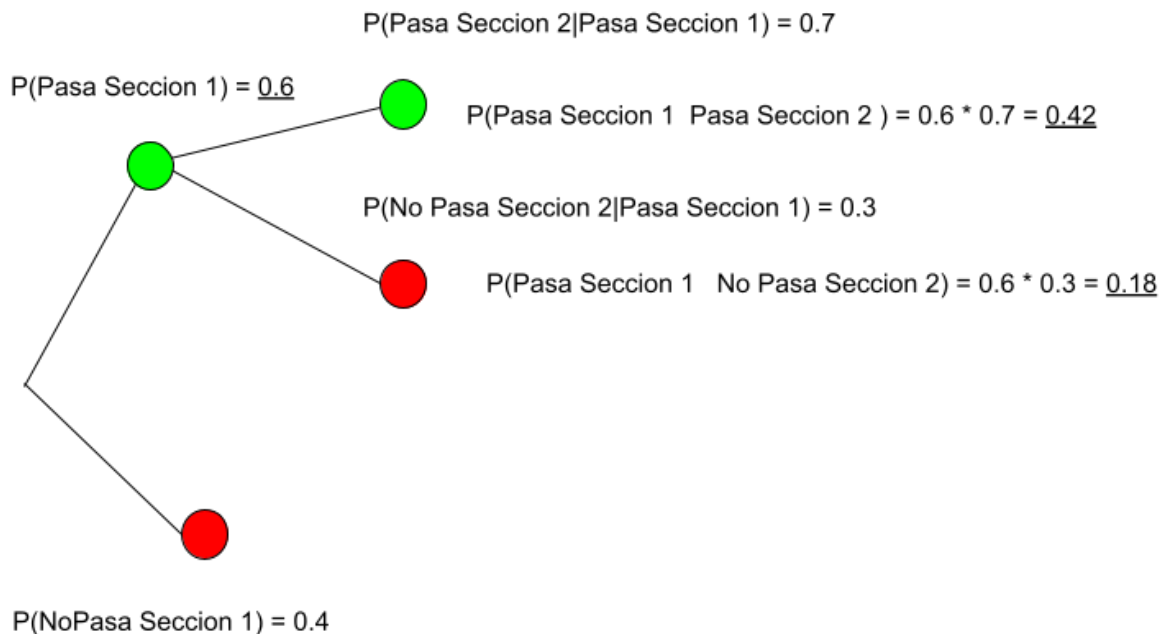 P(Pasa Seccion 2|Pasa Seccion 1) = 0.7
P(Pasa Seccion 1) = 0.6
P(Pasa Seccion 1  Pasa Seccion 2 ) = 0.6 * 0.7 = 0.42
P(No Pasa Seccion 2|Pasa Seccion 1) = 0.3
P(Pasa Seccion 1   No Pasa Seccion 2) = 0.6 * 0.3 = 0.18
P(NoPasa Seccion 1) = 0.4